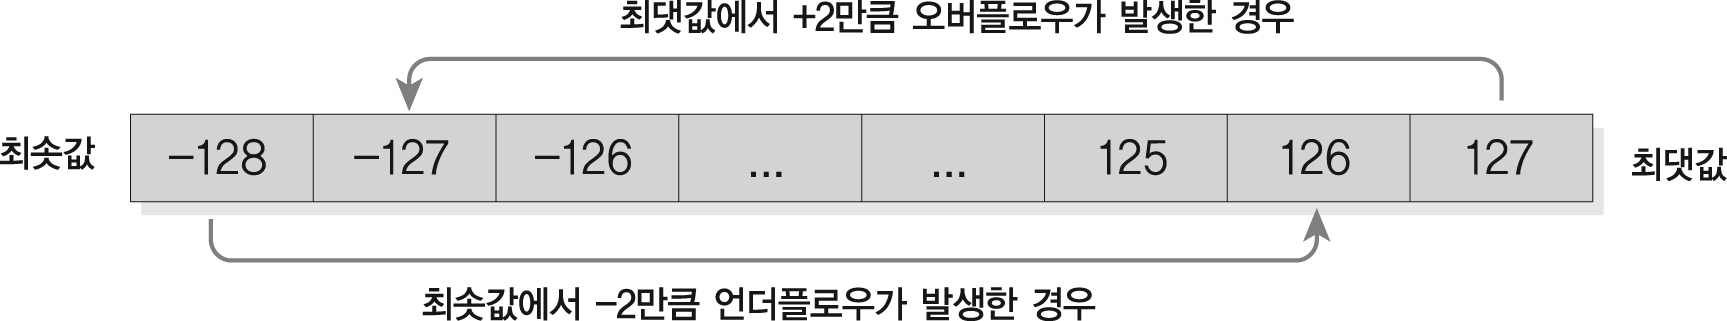 최댓값에서 +2만큼 오버플로우가 발생한 경우
최솟값 -128 -127 -126 ... ... 125 126 127 최댓값
최솟값에서 -2만큼 언더플로우가 발생한 경우